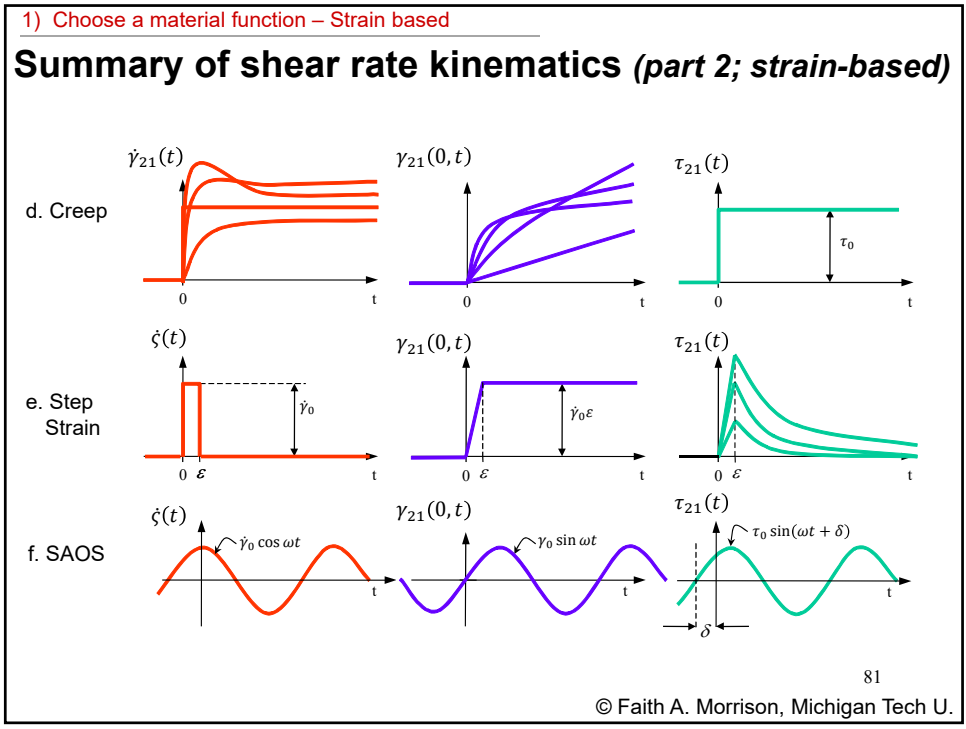 1) Choose a material function – Strain based
Summary of shear rate kinematics (part 2; strain-based)
γ̇₂₁(t)
γ₂₁(0,t)
τ₂₁(t)
d. Creep
τ₀
0
t
0
t
0
t
ς̇(t)
γ₂₁(0,t)
τ₂₁(t)
e. Step
Strain
γ̇₀
γ̇₀ε
0 ε
t
0 ε
t
0 ε
t
ς̇(t)
γ₂₁(0,t)
τ₂₁(t)
f. SAOS
γ̇₀ cos ωt
γ₀ sin ωt
τ₀ sin(ωt + δ)
t
t
t
δ
81
© Faith A. Morrison, Michigan Tech U.